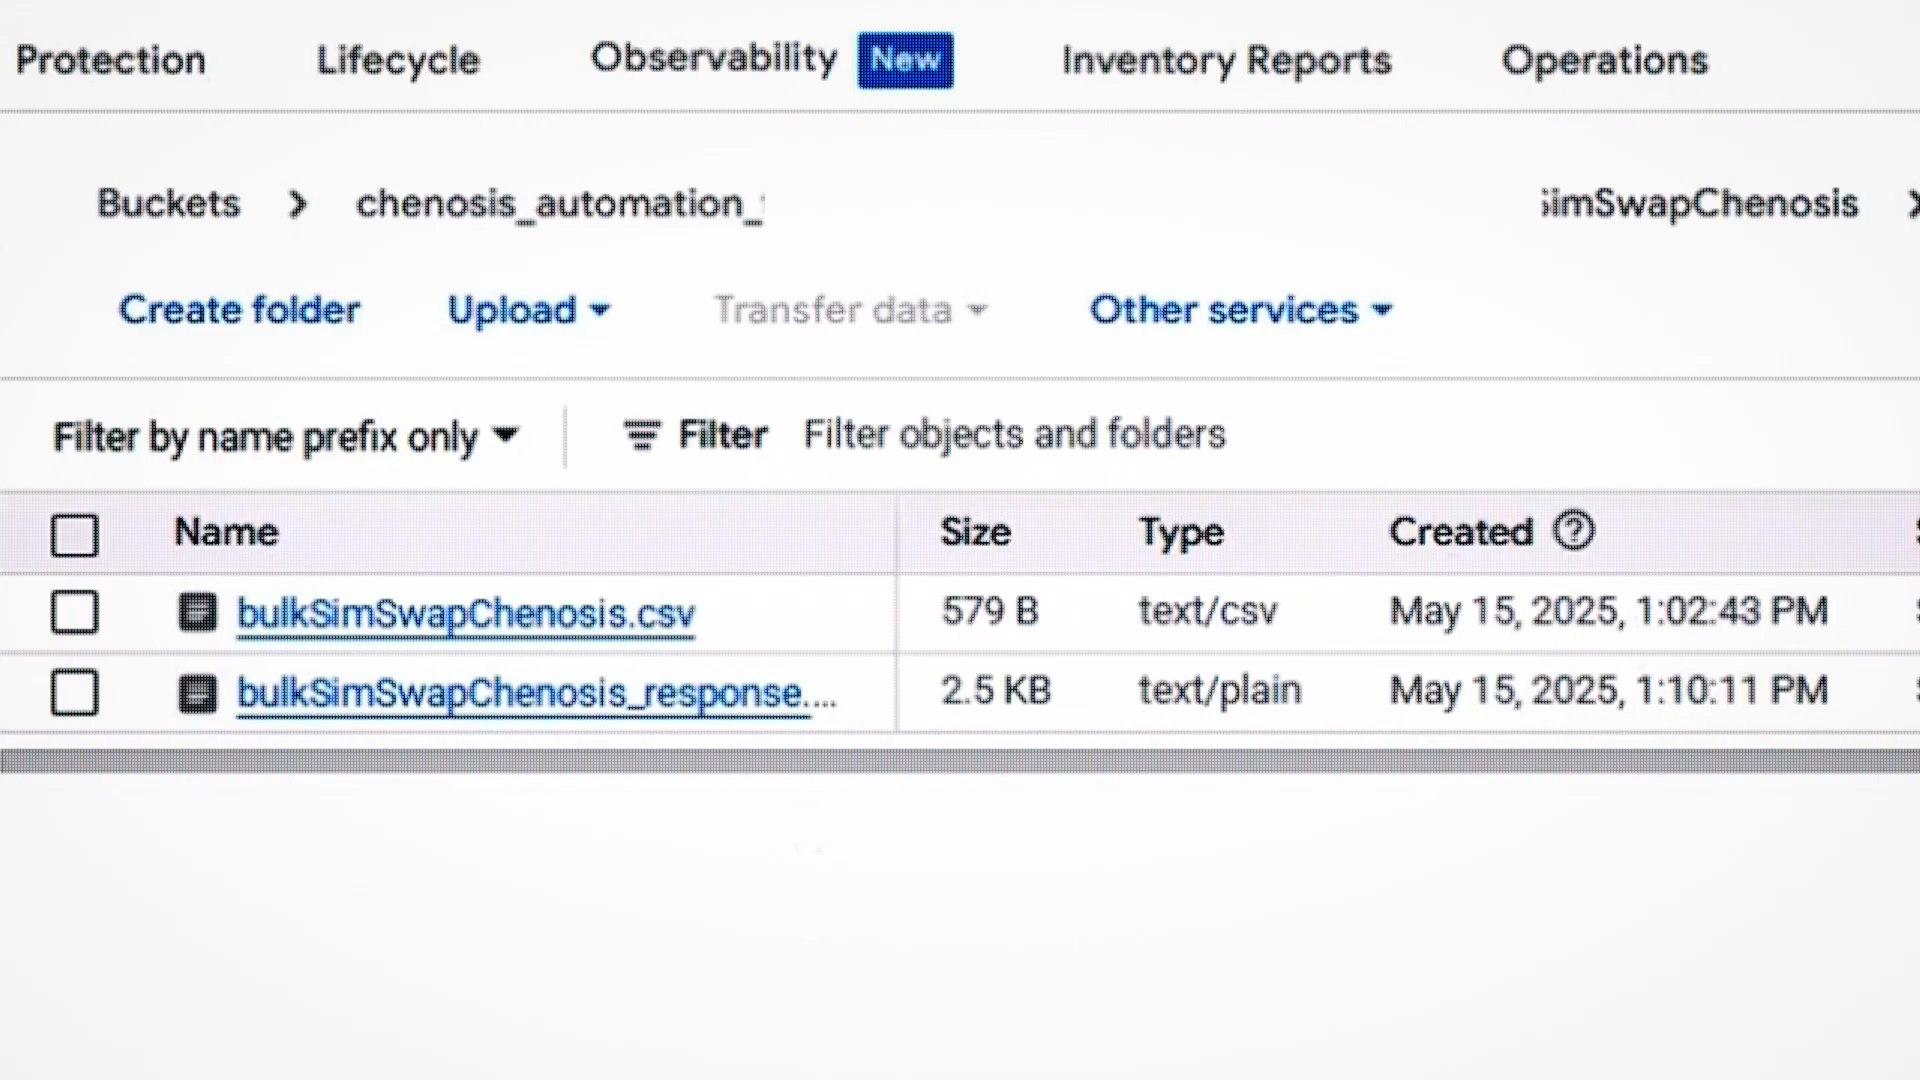 Protection Lifecycle Observability New Inventory Reports Operations
Buckets > chenosis_automation_ SimSwapChenosis >
Create folder Upload Transfer data Other services
Filter by name prefix only Filter Filter objects and folders
Name Size Type Created
bulkSimSwapChenosis.csv 579 B text/csv May 15, 2025, 1:02:43 PM
bulkSimSwapChenosis_response.... 2.5 KB text/plain May 15, 2025, 1:10:11 PM